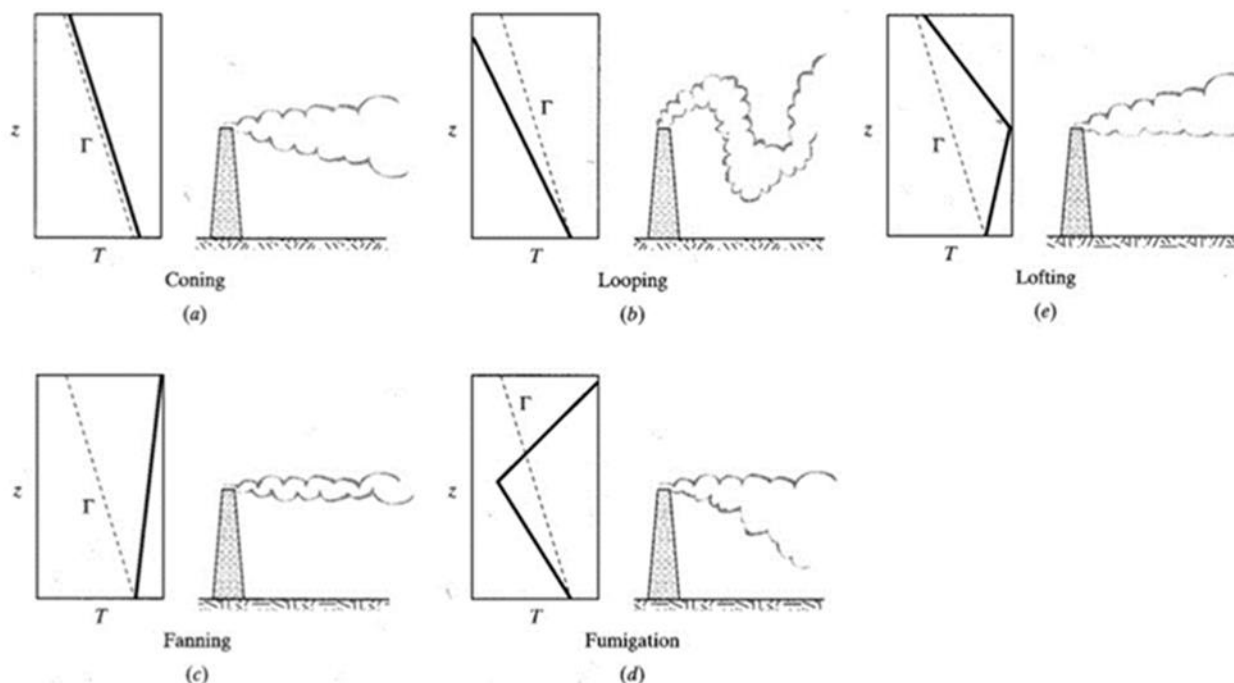 z
Γ
T
Coning
(a)
z
Γ
T
Looping
(b)
z
Γ
T
Lofting
(e)
z
Γ
T
Fanning
(c)
z
Γ
T
Fumigation
(d)